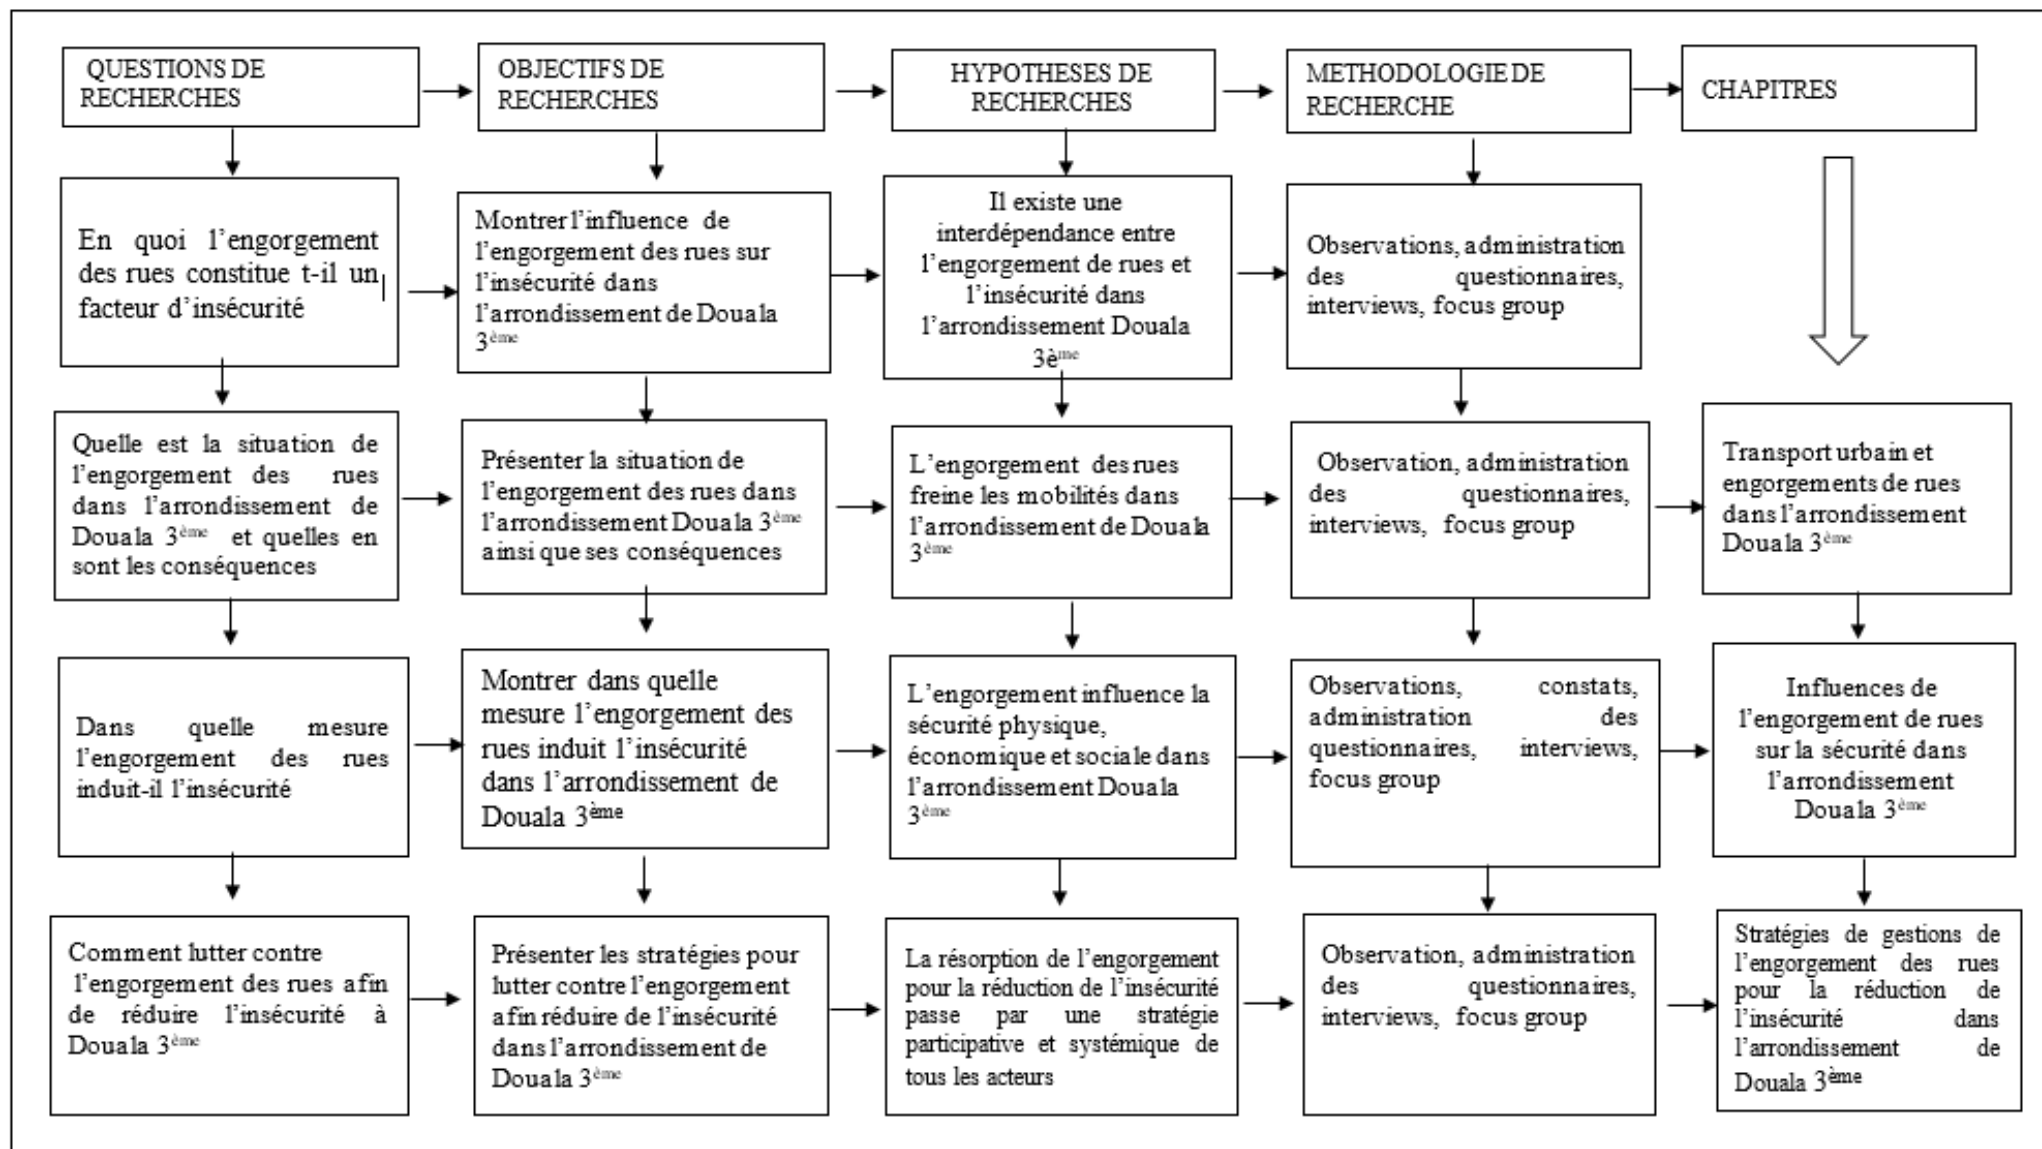 QUESTIONS DE
RECHERCHES
OBJECTIFS DE
RECHERCHES
HYPOTHESES DE
RECHERCHES
METHODOLOGIE DE
RECHERCHE
CHAPITRES
En quoi l’engorgement
des rues constitue t-il un
facteur d’insécurité
Montrer l’influence de
l’engorgement des rues sur
l’insécurité dans
l’arrondissement de Douala
3ème
Il existe une
interdépendance entre
l’engorgement de rues et
l’insécurité dans
l’arrondissement Douala
3ème
Observations, administration
des questionnaires,
interviews, focus group
Quelle est la situation de
l’engorgement des rues
dans l’arrondissement de
Douala 3ème et quelles en
sont les conséquences
Présenter la situation de
l’engorgement des rues dans
l’arrondissement Douala 3ème
ainsi que ses conséquences
L’engorgement des rues
freine les mobilités dans
l’arrondissement de Douala
3ème
Observation, administration
des questionnaires,
interviews, focus group
Transport urbain et
engorgements de rues
dans l’arrondissement
Douala 3ème
Dans quelle mesure
l’engorgement des rues
induit-il l’insécurité
Montrer dans quelle
mesure l’engorgement des
rues induit l’insécurité
dans l’arrondissement de
Douala 3ème
L’engorgement influence la
sécurité physique,
économique et sociale dans
l’arrondissement Douala
3ème
Observations, constats,
administration des
questionnaires, interviews,
focus group
Influences de
l’engorgement de rues
sur la sécurité dans
l’arrondissement
Douala 3ème
Comment lutter contre
l’engorgement des rues afin
de réduire l’insécurité à
Douala 3ème
Présenter les stratégies pour
lutter contre l’engorgement
afin réduire de l’insécurité
dans l’arrondissement de
Douala 3ème
La résorption de l’engorgement
pour la réduction de l’insécurité
passe par une stratégie
participative et systémique de
tous les acteurs
Observation, administration
des questionnaires,
interviews, focus group
Stratégies de gestions de
l’engorgement des rues
pour la réduction de
l’insécurité dans
l’arrondissement de
Douala 3ème